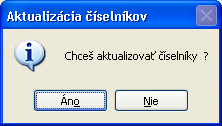 Aktualizácia číselníkov
Chceš aktualizovať číselníky  ?
Áno
Nie